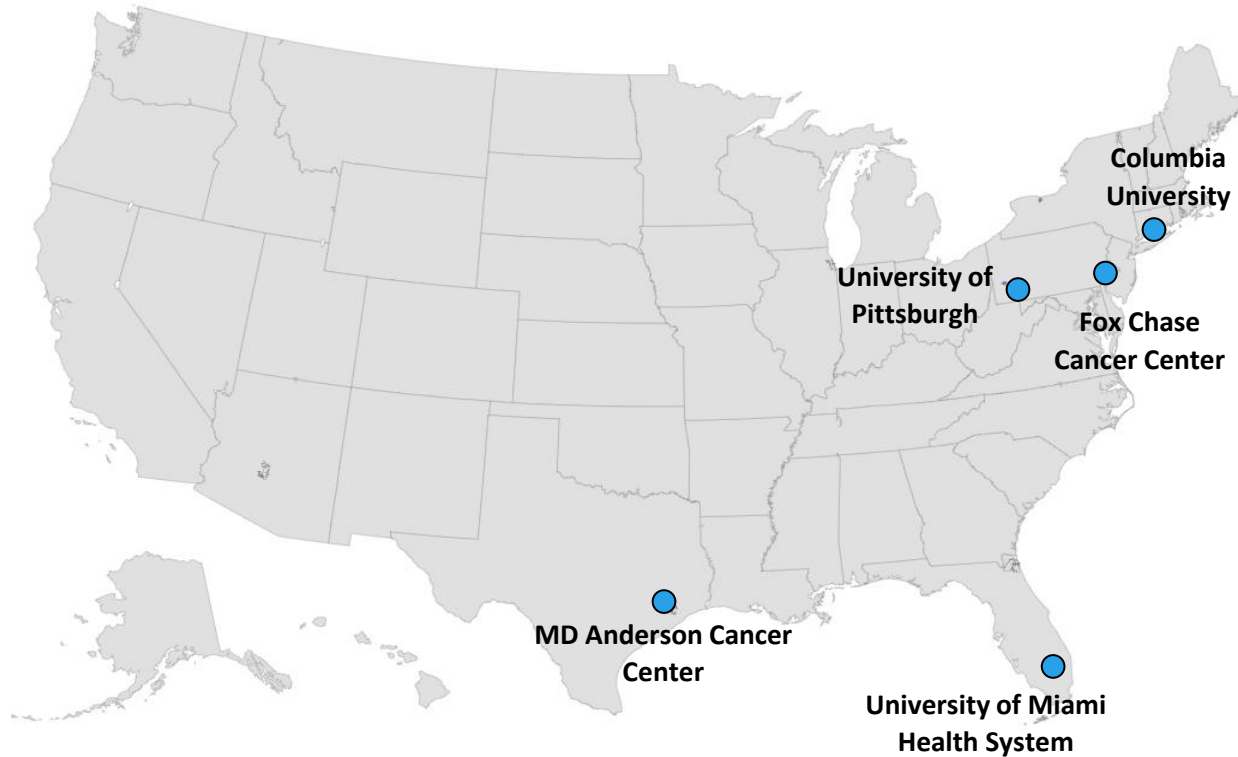 Columbia
University
University of
Pittsburgh
Fox Chase
Cancer Center
MD Anderson Cancer
Center
University of Miami
Health System